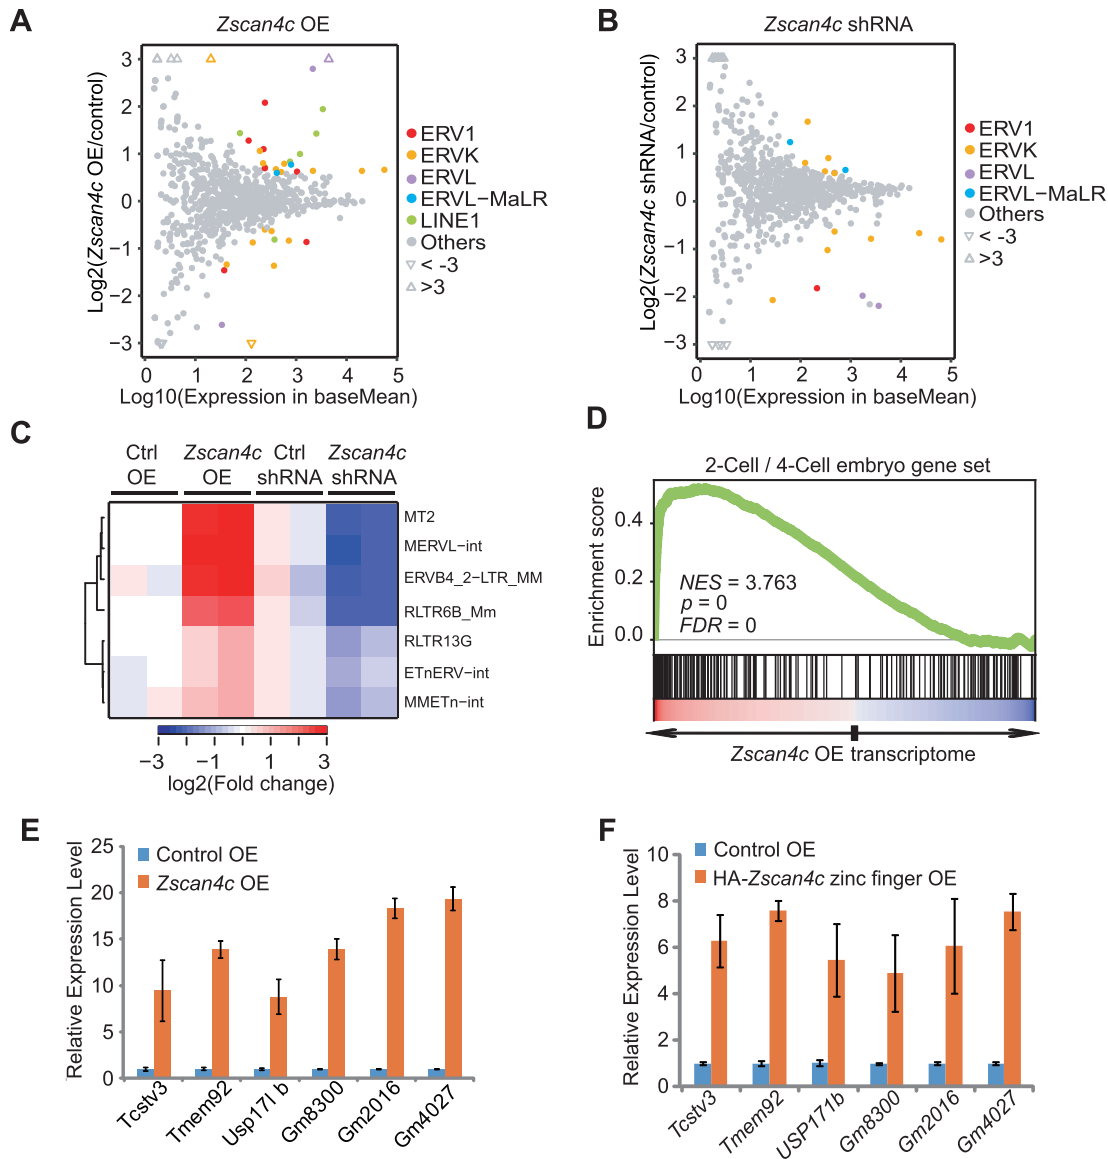 A
Zscan4c OE
Log2(Zscan4c OE/control)
3
2
1
0
−1
−2
−3
0 1 2 3 4 5
Log10(Expression in baseMean)
ERV1
ERVK
ERVL
ERVL−MaLR
LINE1
Others
< -3
>3
B
Zscan4c shRNA
Log2(Zscan4c shRNA/control)
3
2
1
0
−1
−2
−3
0 1 2 3 4 5
Log10(Expression in baseMean)
ERV1
ERVK
ERVL
ERVL−MaLR
Others
< -3
>3
C
Ctrl OE
Zscan4c OE
Ctrl shRNA
Zscan4c shRNA
MT2
MERVL−int
ERVB4_2−LTR_MM
RLTR6B_Mm
RLTR13G
ETnERV−int
MMETn−int
−3 −1 1 3
log2(Fold change)
D
2-Cell / 4-Cell embryo gene set
Enrichment score
0.4
0.2
0.0
NES = 3.763
p = 0
FDR = 0
Zscan4c OE transcriptome
E
Relative Expression Level
25
20
15
10
5
0
Control OE
Zscan4c OE
Tcstv3
Tmem92
Usp17l b
Gm8300
Gm2016
Gm4027
F
Relative Expression Level
10
8
6
4
2
0
Control OE
HA-Zscan4c zinc finger OE
Tcstv3
Tmem92
USP171b
Gm8300
Gm2016
Gm4027